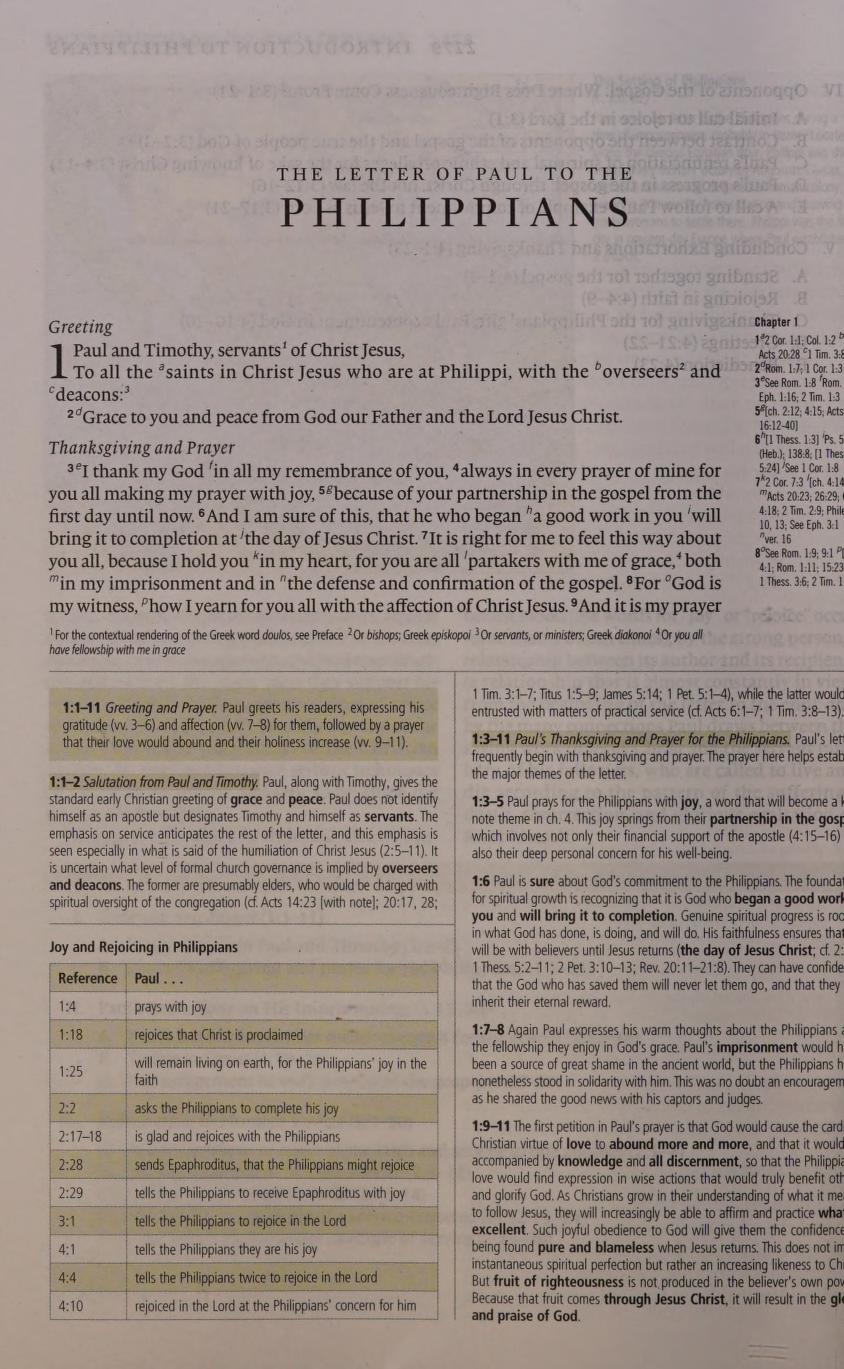 THE LETTER OF PAUL TO THE
PHILIPPIANS
Greeting
1 Paul and Timothy, servants¹ of Christ Jesus,
To all the ᵃsaints in Christ Jesus who are at Philippi, with the ᵇoverseers² and
ᶜdeacons:³
²ᵈGrace to you and peace from God our Father and the Lord Jesus Christ.
Thanksgiving and Prayer
³ᵉI thank my God ᶠin all my remembrance of you, ⁴always in every prayer of mine for
you all making my prayer with joy, ⁵ᵍbecause of your partnership in the gospel from the
first day until now. ⁶And I am sure of this, that he who began ʰa good work in you ⁱwill
bring it to completion at ʲthe day of Jesus Christ. ⁷It is right for me to feel this way about
you all, because I hold you ᵏin my heart, for you are all ˡpartakers with me of grace,⁴ both
ᵐin my imprisonment and in ⁿthe defense and confirmation of the gospel. ⁸For ᵒGod is
my witness, ᵖhow I yearn for you all with the affection of Christ Jesus. ⁹And it is my prayer
¹ For the contextual rendering of the Greek word doulos, see Preface ² Or bishops; Greek episkopoi ³ Or servants, or ministers; Greek diakonoi ⁴ Or you all
have fellowship with me in grace
Chapter 1
1ᵃ2 Cor. 1:1; Col. 1:2 ᵇ
Acts 20:28 ᶜ1 Tim. 3:8
2ᵈRom. 1:7; 1 Cor. 1:3
3ᵉSee Rom. 1:8 ᶠRom.
Eph. 1:16; 2 Tim. 1:3
5ᵍ[ch. 2:12; 4:15; Acts
16:12-40]
6ʰ[1 Thess. 1:3] ⁱPs. 5
(Heb.); 138:8; [1 Thes
5:24] ʲSee 1 Cor. 1:8
7ᵏ2 Cor. 7:3 ˡ[ch. 4:14
ᵐActs 20:23; 26:29;
4:18; 2 Tim. 2:9; Phile
10, 13; See Eph. 3:1
ⁿver. 16
8ᵒSee Rom. 1:9; 9:1 ᵖ
4:1; Rom. 1:11; 15:23
1 Thess. 3:6; 2 Tim. 1
1:1–11 Greeting and Prayer. Paul greets his readers, expressing his
gratitude (vv. 3–6) and affection (vv. 7–8) for them, followed by a prayer
that their love would abound and their holiness increase (vv. 9–11).
1:1–2 Salutation from Paul and Timothy. Paul, along with Timothy, gives the
standard early Christian greeting of grace and peace. Paul does not identify
himself as an apostle but designates Timothy and himself as servants. The
emphasis on service anticipates the rest of the letter, and this emphasis is
seen especially in what is said of the humiliation of Christ Jesus (2:5–11). It
is uncertain what level of formal church governance is implied by overseers
and deacons. The former are presumably elders, who would be charged with
spiritual oversight of the congregation (cf. Acts 14:23 [with note]; 20:17, 28;
Joy and Rejoicing in Philippians
Reference Paul . . .
1:4 prays with joy
1:18 rejoices that Christ is proclaimed
1:25 will remain living on earth, for the Philippians' joy in the
faith
2:2 asks the Philippians to complete his joy
2:17–18 is glad and rejoices with the Philippians
2:28 sends Epaphroditus, that the Philippians might rejoice
2:29 tells the Philippians to receive Epaphroditus with joy
3:1 tells the Philippians to rejoice in the Lord
4:1 tells the Philippians they are his joy
4:4 tells the Philippians twice to rejoice in the Lord
4:10 rejoiced in the Lord at the Philippians' concern for him
1 Tim. 3:1–7; Titus 1:5–9; James 5:14; 1 Pet. 5:1–4), while the latter would
entrusted with matters of practical service (cf. Acts 6:1–7; 1 Tim. 3:8–13).
1:3–11 Paul's Thanksgiving and Prayer for the Philippians. Paul's let
frequently begin with thanksgiving and prayer. The prayer here helps estab
the major themes of the letter.
1:3–5 Paul prays for the Philippians with joy, a word that will become a k
note theme in ch. 4. This joy springs from their partnership in the gosp
which involves not only their financial support of the apostle (4:15–16)
also their deep personal concern for his well-being.
1:6 Paul is sure about God's commitment to the Philippians. The foundat
for spiritual growth is recognizing that it is God who began a good work
you and will bring it to completion. Genuine spiritual progress is roo
in what God has done, is doing, and will do. His faithfulness ensures that
will be with believers until Jesus returns (the day of Jesus Christ; cf. 2:
1 Thess. 5:2–11; 2 Pet. 3:10–13; Rev. 20:11–21:8). They can have confide
that the God who has saved them will never let them go, and that they
inherit their eternal reward.
1:7–8 Again Paul expresses his warm thoughts about the Philippians a
the fellowship they enjoy in God's grace. Paul's imprisonment would h
been a source of great shame in the ancient world, but the Philippians h
nonetheless stood in solidarity with him. This was no doubt an encouragem
as he shared the good news with his captors and judges.
1:9–11 The first petition in Paul's prayer is that God would cause the card
Christian virtue of love to abound more and more, and that it would
accompanied by knowledge and all discernment, so that the Philippia
love would find expression in wise actions that would truly benefit oth
and glorify God. As Christians grow in their understanding of what it me
to follow Jesus, they will increasingly be able to affirm and practice wha
excellent. Such joyful obedience to God will give them the confidence
being found pure and blameless when Jesus returns. This does not im
instantaneous spiritual perfection but rather an increasing likeness to Ch
But fruit of righteousness is not produced in the believer's own pow
Because that fruit comes through Jesus Christ, it will result in the gl
and praise of God.